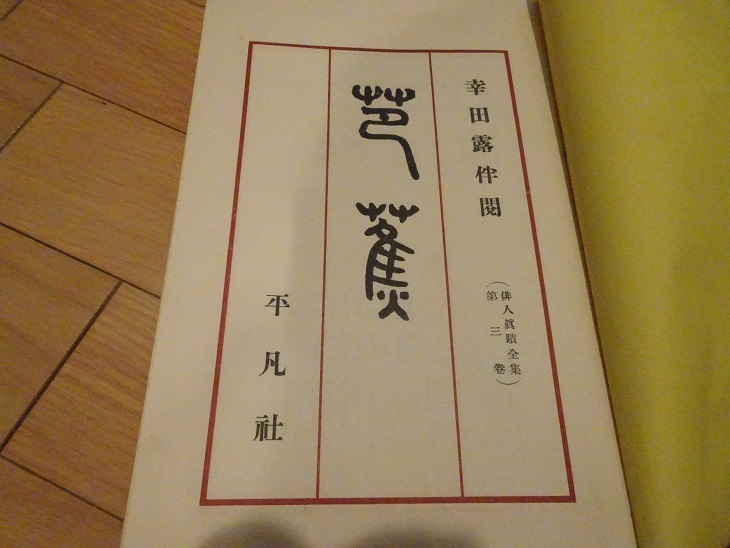 幸田露伴閲
(俳人眞蹟全集
第三卷)
芭蕉
平凡社